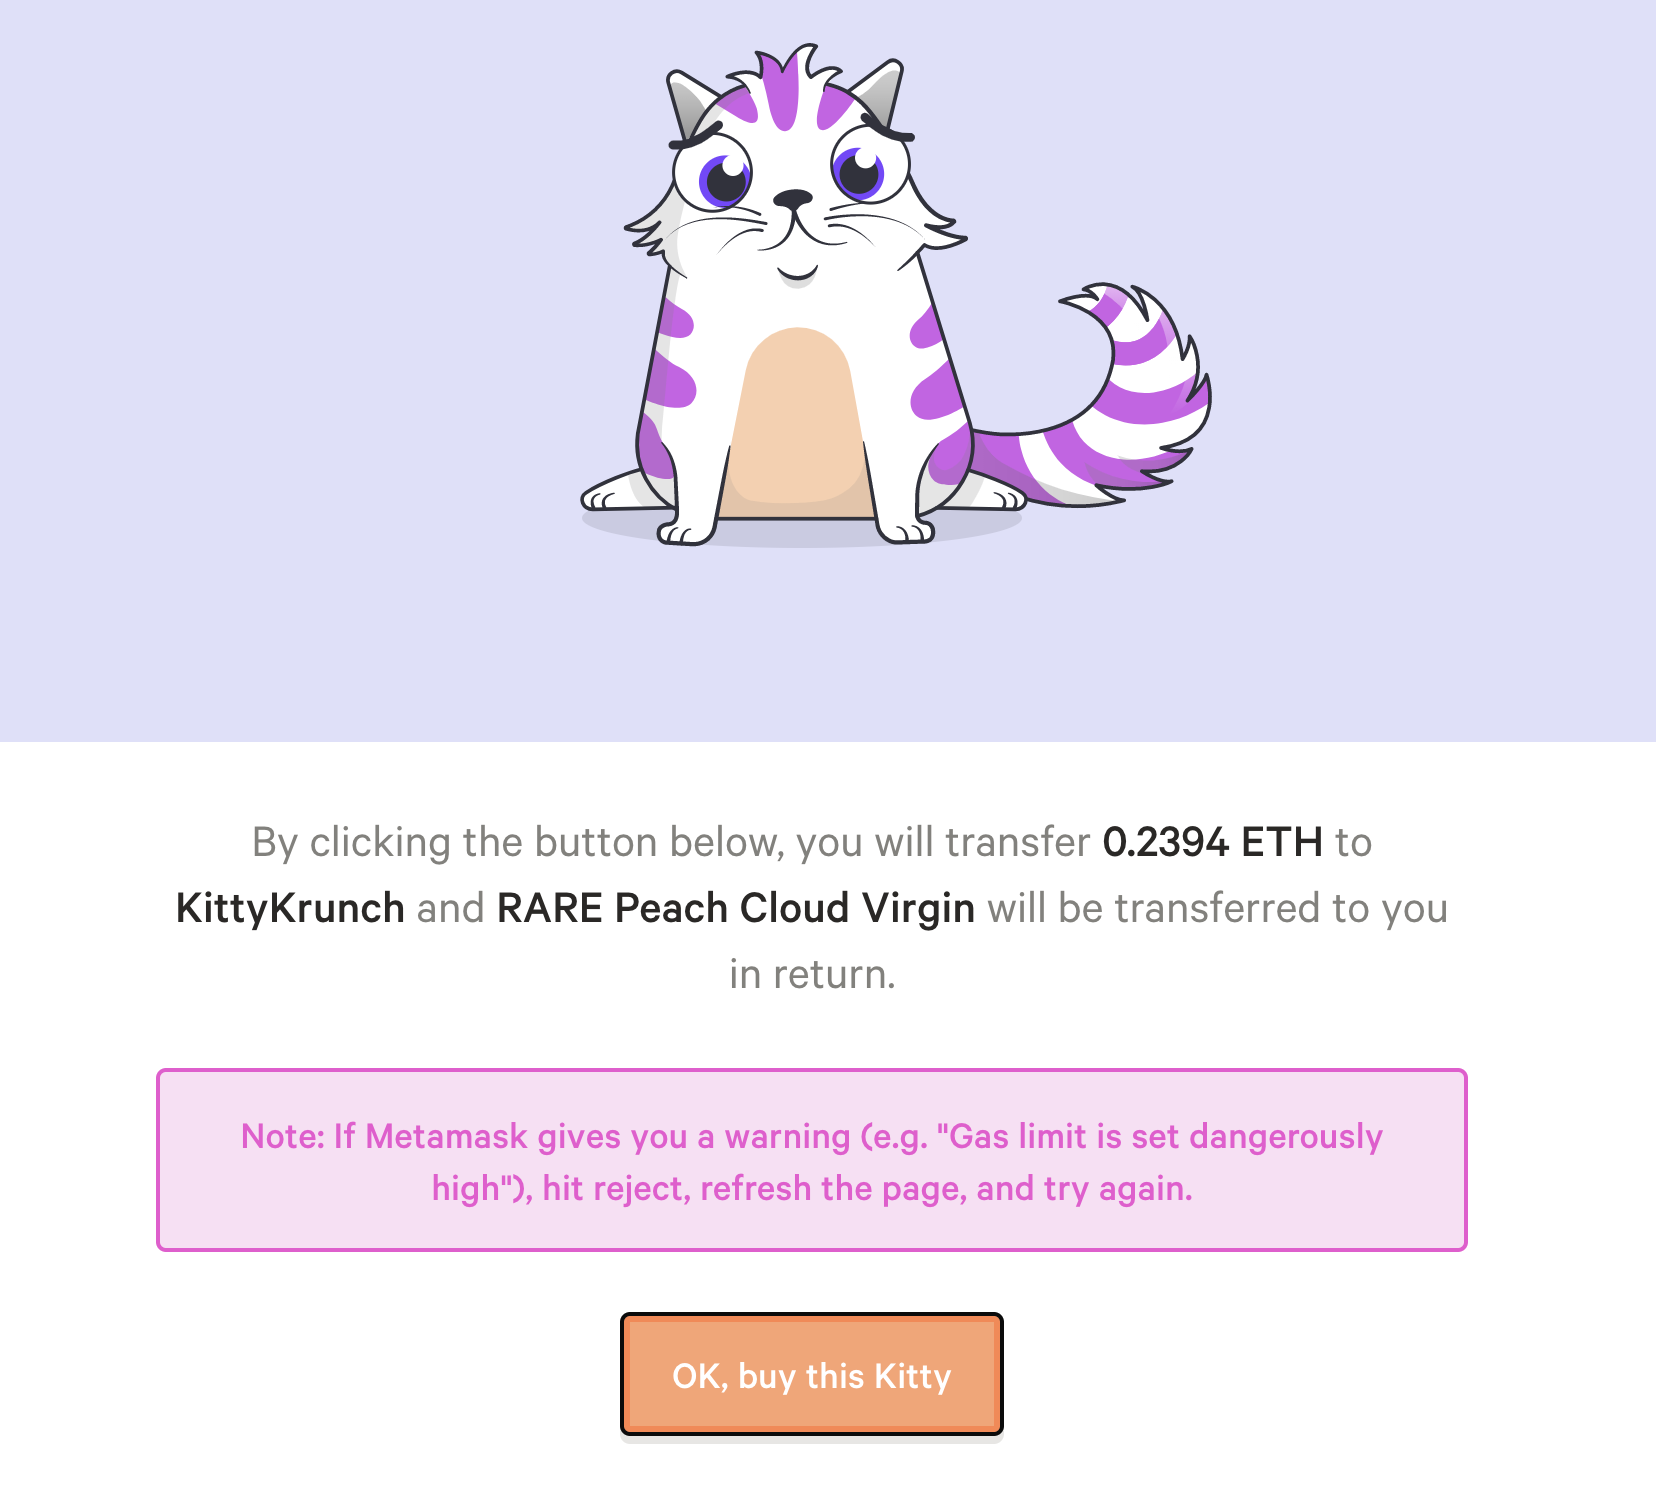 By clicking the button below, you will transfer 0.2394 ETH to
KittyKrunch and RARE Peach Cloud Virgin will be transferred to you
in return.
Note: If Metamask gives you a warning (e.g. "Gas limit is set dangerously
high"), hit reject, refresh the page, and try again.
OK, buy this Kitty